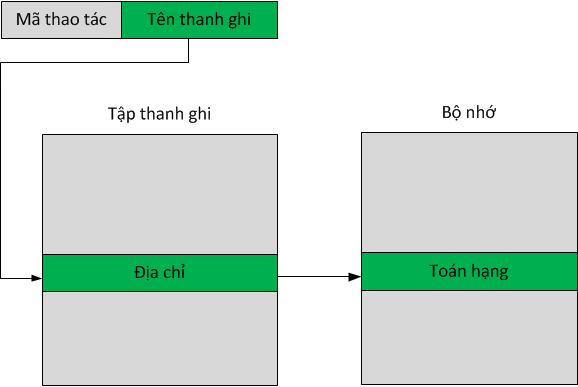 Mã thao tác
Tên thanh ghi
Tập thanh ghi
Bộ nhớ
Địa chỉ
Toán hạng